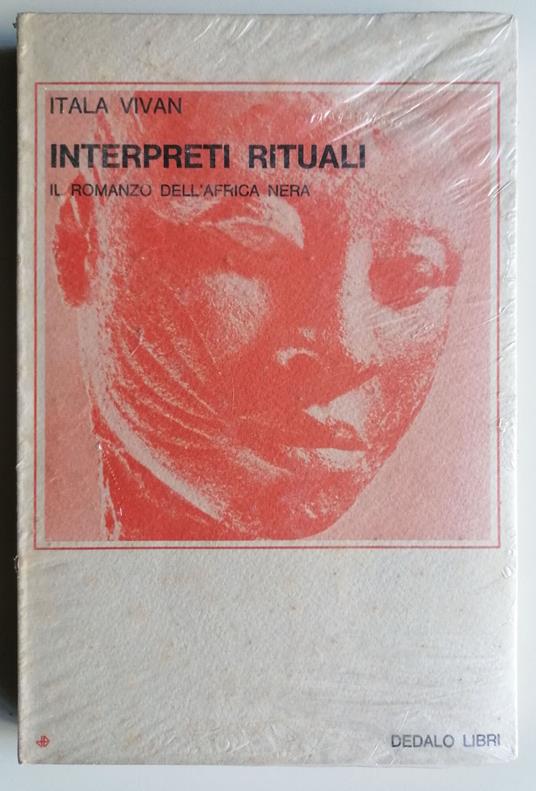 ITALA VIVAN
INTERPRETI RITUALI
IL ROMANZO DELL'AFRICA NERA
DEDALO LIBRI